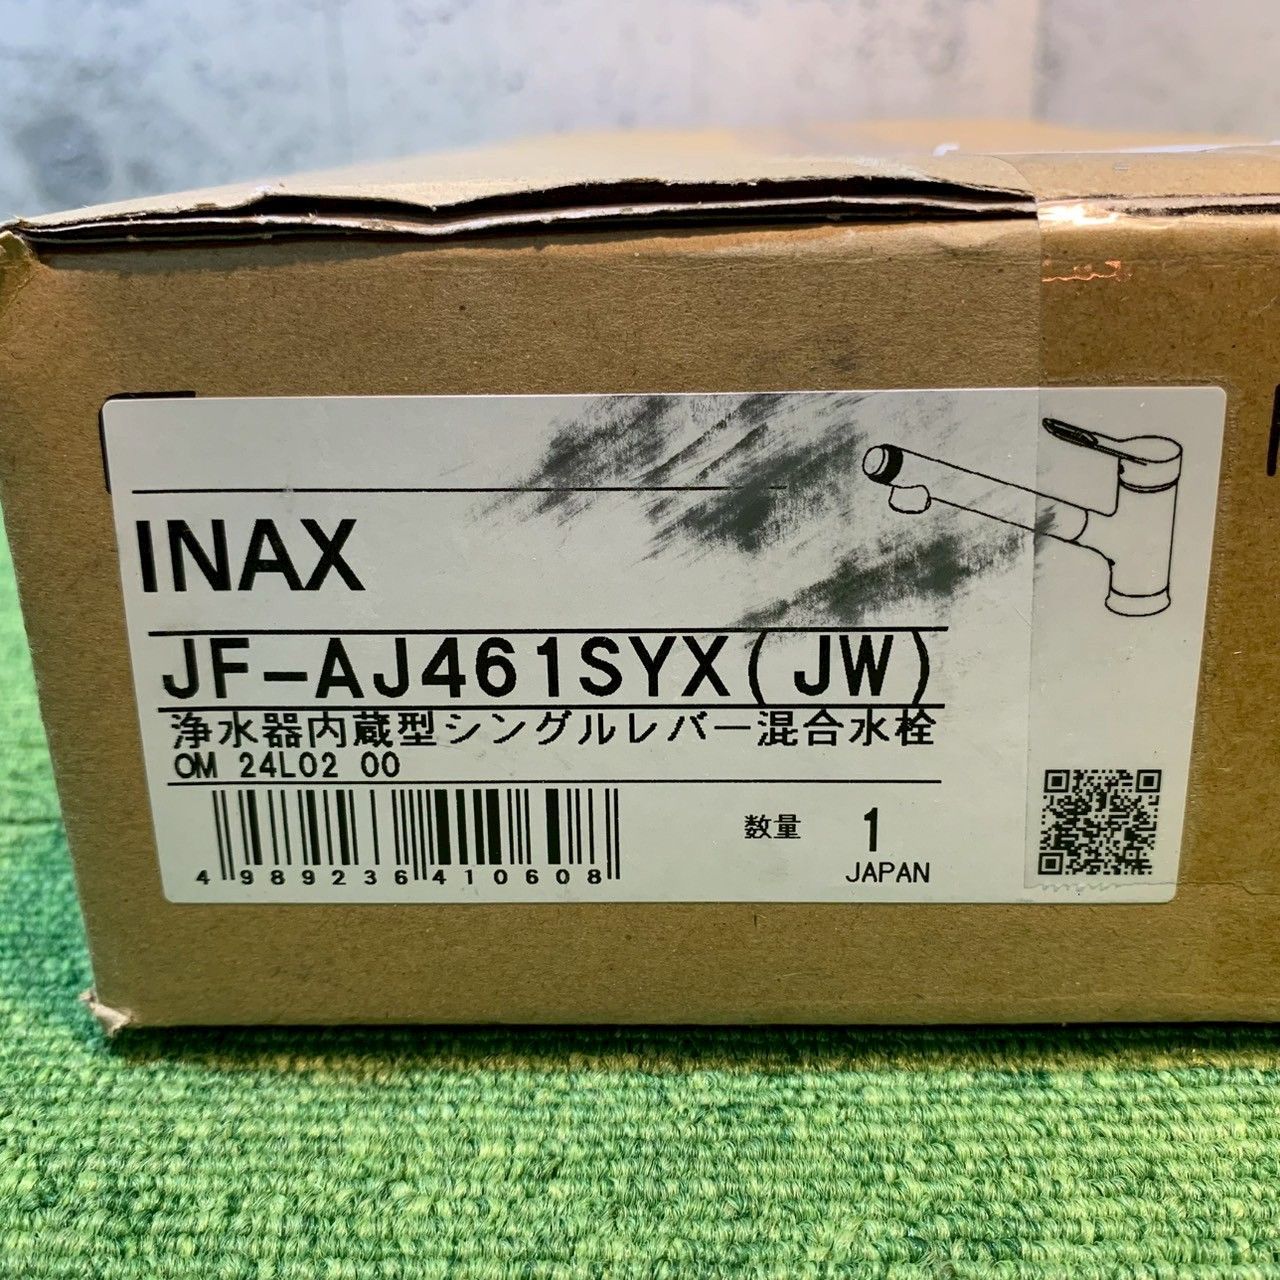 INAX
JF-AJ461SYX(JW)
浄水器内蔵型シングルレバー混合水栓
OM 24L02 00
数量 1
JAPAN
4 989236 410608